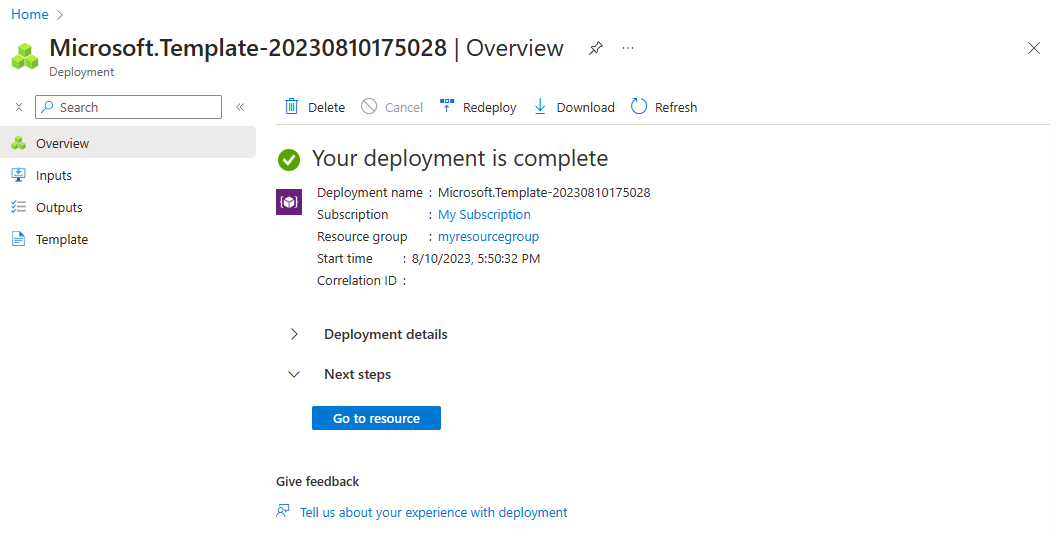 Home
Microsoft.Template-20230810175028 | Overview
Deployment
Search
Delete
Cancel
Redeploy
Download
Refresh
Overview
Inputs
Outputs
Template
Your deployment is complete
Deployment name : Microsoft.Template-20230810175028
Subscription : My Subscription
Resource group : myresourcegroup
Start time : 8/10/2023, 5:50:32 PM
Correlation ID :
Deployment details
Next steps
Go to resource
Give feedback
Tell us about your experience with deployment